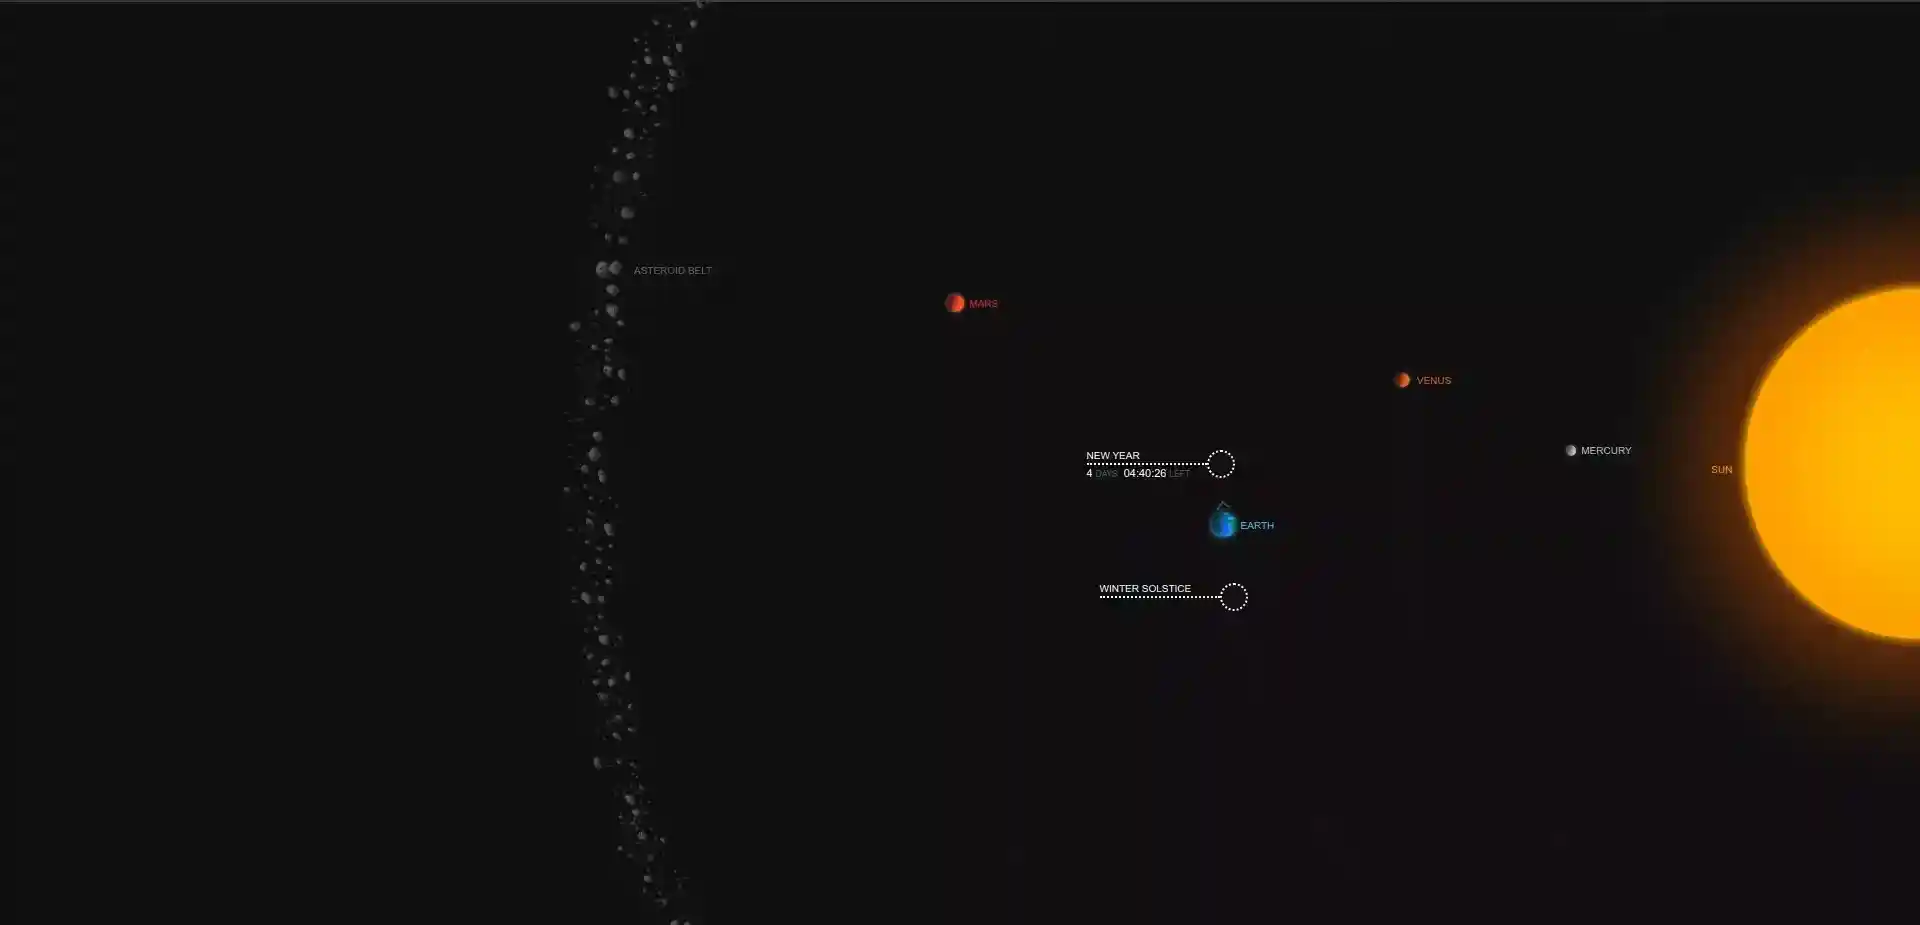 ASTEROID BELT
MARS
VENUS
MERCURY
NEW YEAR
4 DAYS 04:40:26 LEFT
SUN
EARTH
WINTER SOLSTICE